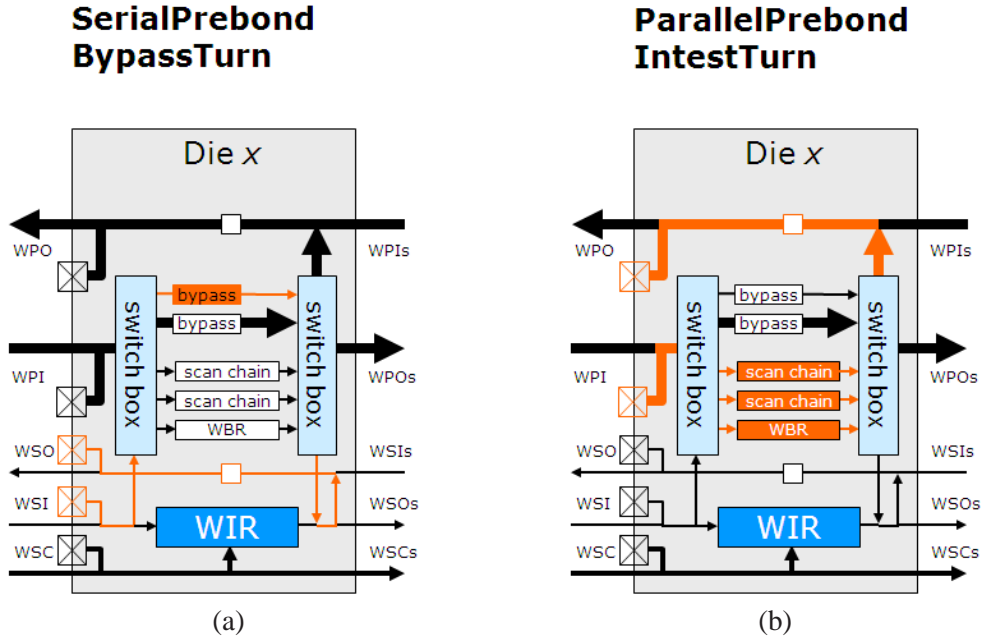 SerialPrebond
BypassTurn
Die x
WPO
WPIs
bypass
bypass
switch box
switch box
WPI
WPOs
scan chain
scan chain
WBR
WSO
WSIs
WSI
WSOs
WIR
WSC
WSCs
(a)
ParallelPrebond
IntestTurn
Die x
WPO
WPIs
bypass
bypass
switch box
switch box
WPI
WPOs
scan chain
scan chain
WBR
WSO
WSIs
WSI
WSOs
WIR
WSC
WSCs
(b)